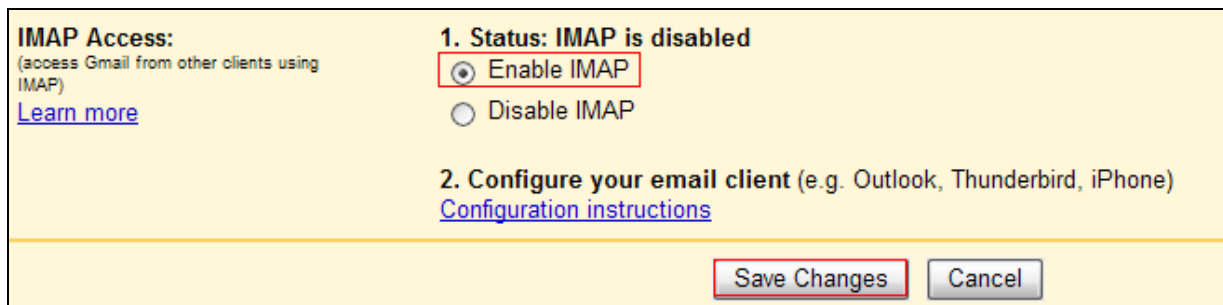 IMAP Access:
(access Gmail from other clients using
IMAP)
Learn more
1. Status: IMAP is disabled
Enable IMAP
Disable IMAP
2. Configure your email client (e.g. Outlook, Thunderbird, iPhone)
Configuration instructions
Save Changes Cancel